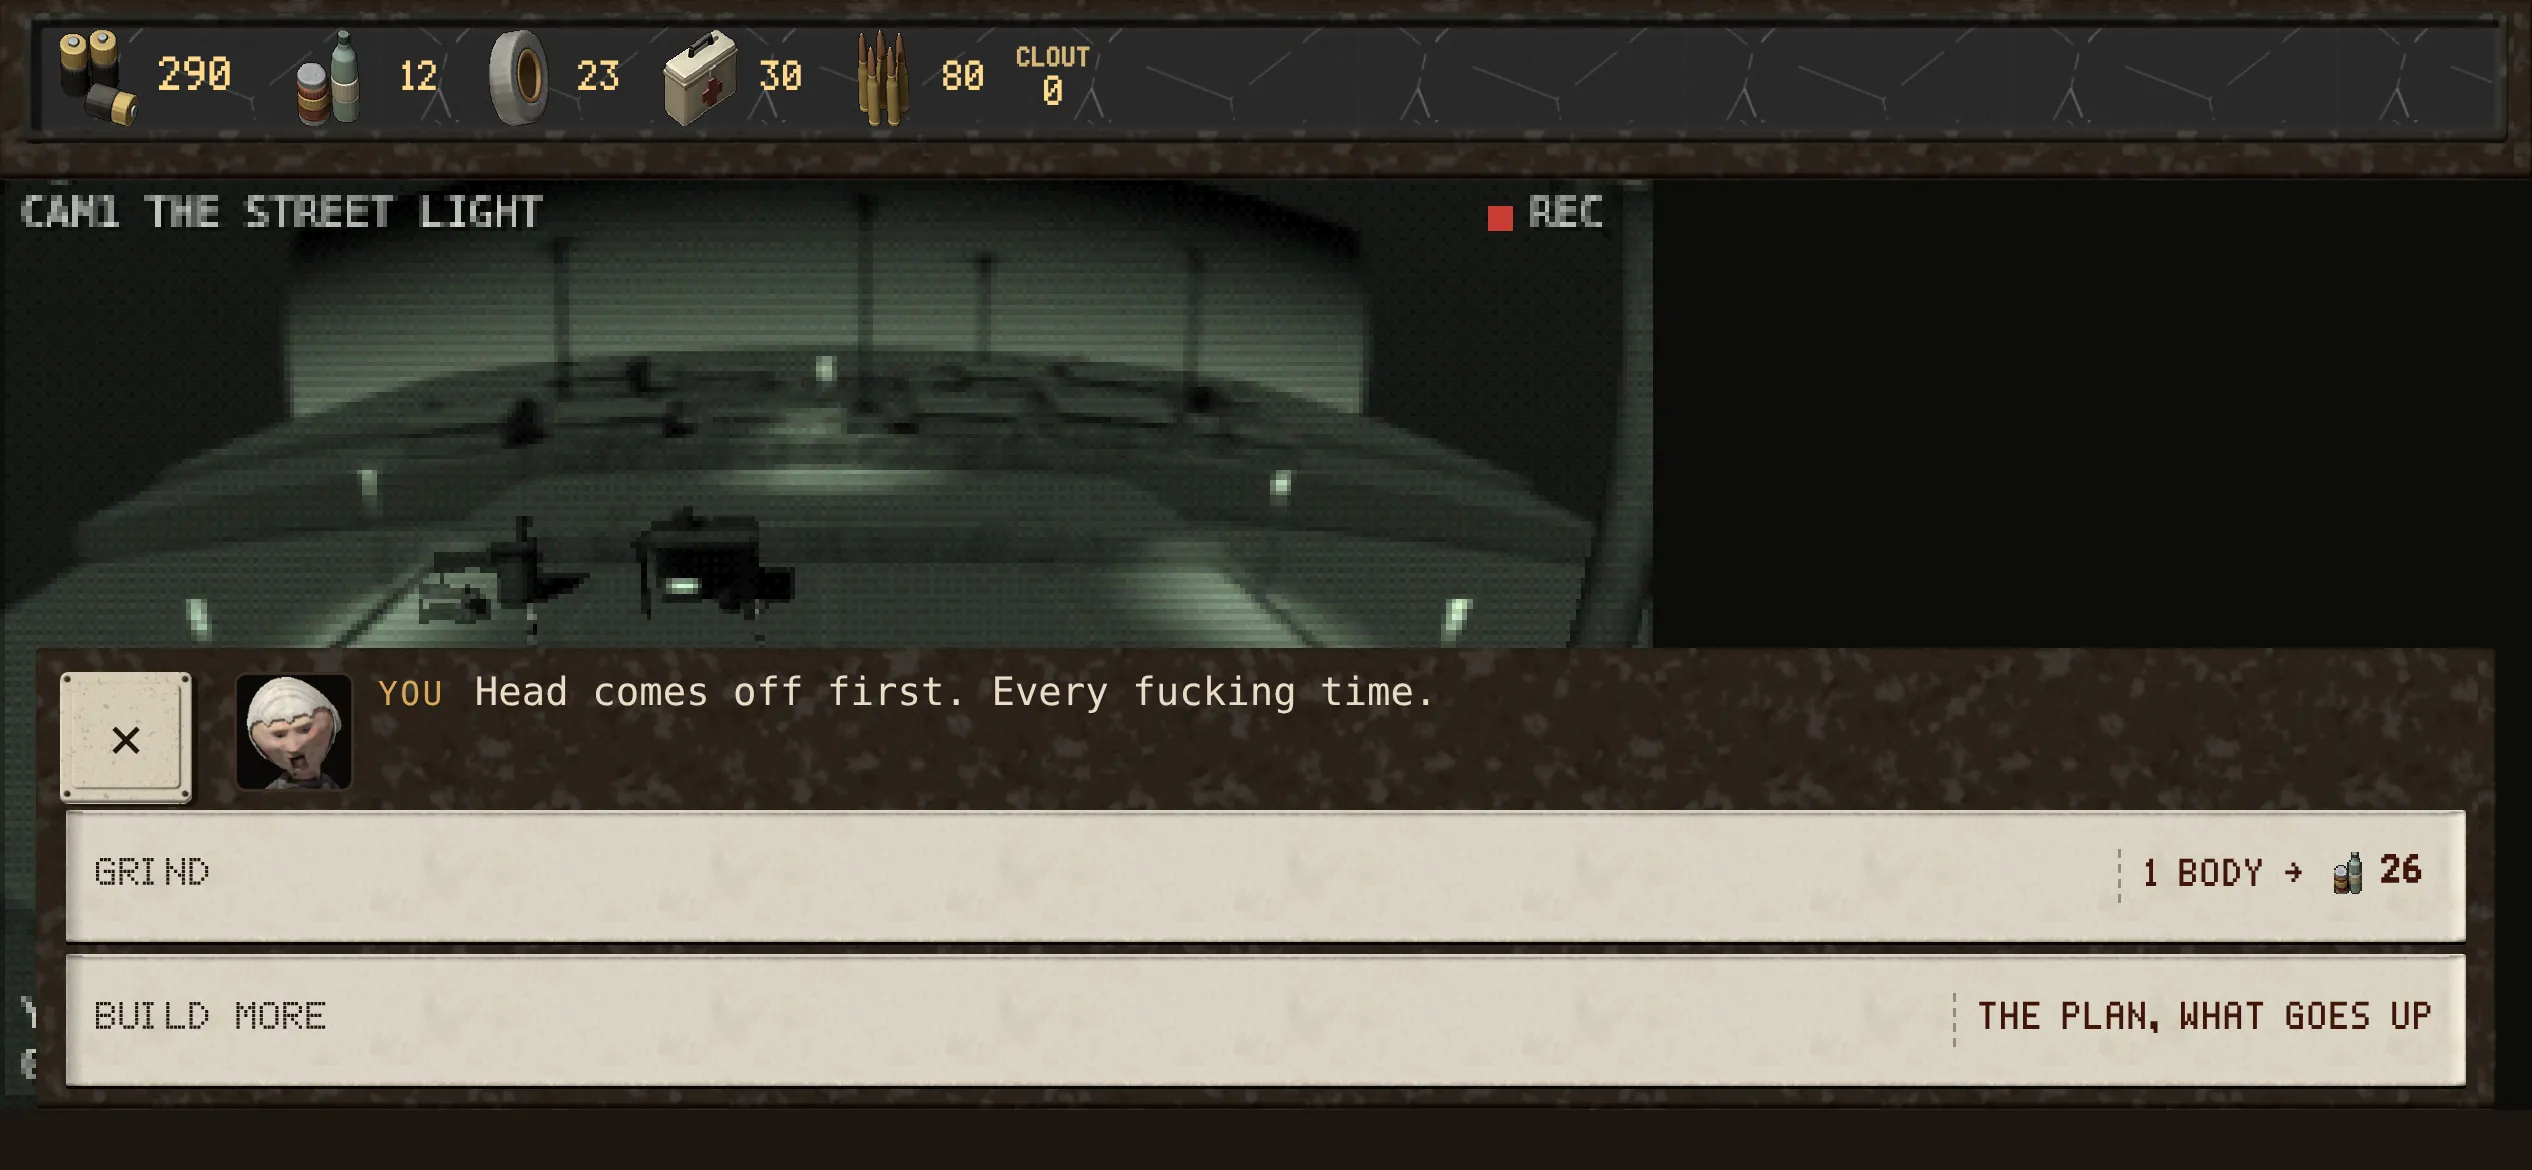 290 12 23 30 80 CLOUT
0
CAM1 THE STREET LIGHT REC
YOU Head comes off first. Every fucking time.
×
GRIND 1 BODY → 26
BUILD MORE THE PLAN, WHAT GOES UP